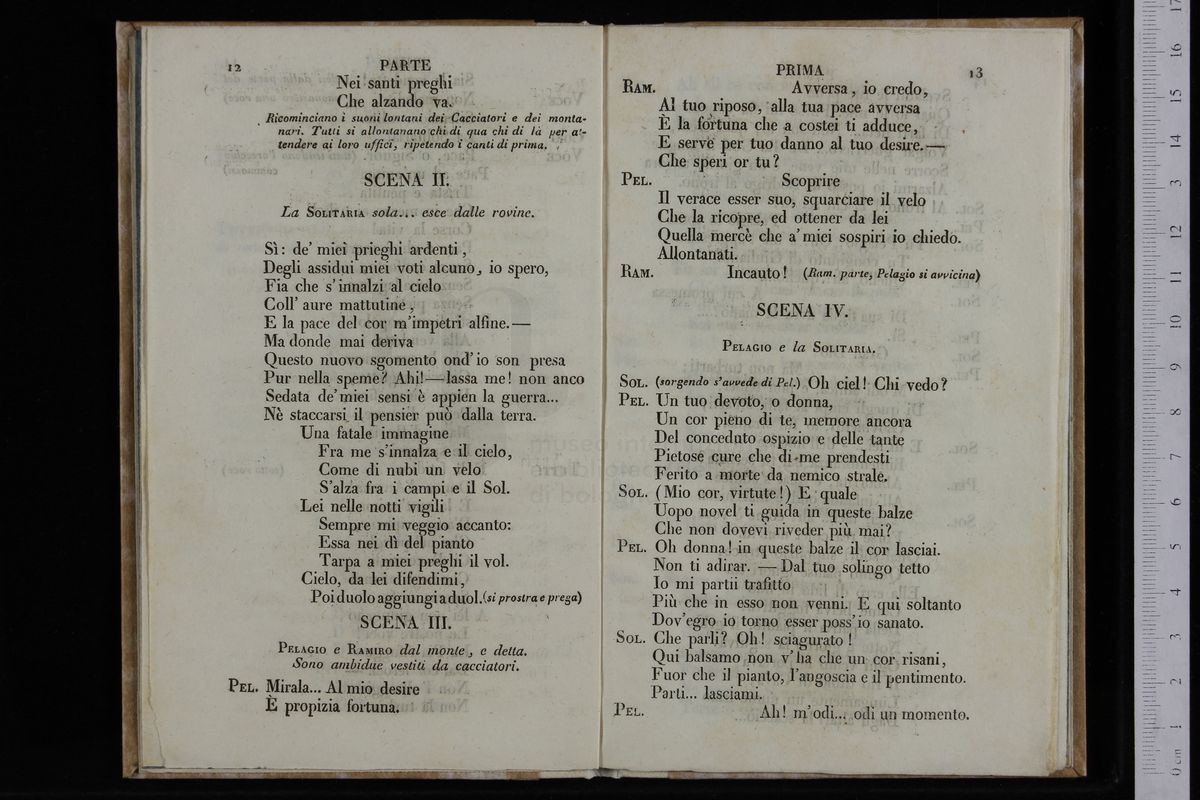 12 PARTE
Nei santi preghi
Che alzando va.
Ricominciano i suoni lontani dei Cacciatori e dei monta-
nari. Tutti si allontanano chi di qua chi di là per at-
tendere ai loro uffici, ripetendo i canti di prima.
SCENA II.
La SOLITARIA sola... esce dalle rovine.
Sì: de' miei prieghi ardenti,
Degli assidui miei voti alcuno, io spero,
Fia che s'innalzi al cielo
Coll' aure mattutine,
E la pace del cor m'impetri alfine.—
Ma donde mai deriva
Questo nuovo sgomento ond' io son presa
Pur nella speme? Ahi!—lassa me! non anco
Sedata de' miei sensi è appien la guerra...
Nè staccarsi il pensier può dalla terra.
Una fatale immagine
Fra me s'innalza e il cielo,
Come di nubi un velo
S'alza fra i campi e il Sol.
Lei nelle notti vigili
Sempre mi veggio accanto:
Essa nei dì del pianto
Tarpa a miei preghi il vol.
Cielo, da lei difendimi,
Poi duolo aggiungi a duol. (si prostra e prega)
SCENA III.
PELAGIO e RAMIRO dal monte, e detta.
Sono ambidue vestiti da cacciatori.
PEL. Mirala... Al mio desire
È propizia fortuna.
PRIMA 13
RAM. Avversa, io credo,
Al tuo riposo, alla tua pace avversa
È la fortuna che a costei ti adduce,
E serve per tuo danno al tuo desire.—
Che speri or tu?
PEL. Scoprire
Il verace esser suo, squarciare il velo
Che la ricopre, ed ottener da lei
Quella mercè che a' miei sospiri io chiedo.
Allontanati.
RAM. Incauto! (Ram. parte, Pelagio si avvicina)
SCENA IV.
PELAGIO e la SOLITARIA.
SOL. (sorgendo s'avvede di Pel.) Oh ciel! Chi vedo?
PEL. Un tuo devoto, o donna,
Un cor pieno di te, memore ancora
Del conceduto ospizio e delle tante
Pietose cure che di me prendesti
Ferito a morte da nemico strale.
SOL. (Mio cor, virtute!) E quale
Uopo novel ti guida in queste balze
Che non dovevi riveder più mai?
PEL. Oh donna! in queste balze il cor lasciai.
Non ti adirar. — Dal tuo solingo tetto
Io mi partii trafitto
Più che in esso non venni. E qui soltanto
Dov'egro io torno esser poss'io sanato.
SOL. Che parli? Oh! sciagurato!
Qui balsamo non v'ha che un cor risani,
Fuor che il pianto, l'angoscia e il pentimento.
Parti... lasciami.
PEL. Ah! m'odi... odi un momento.